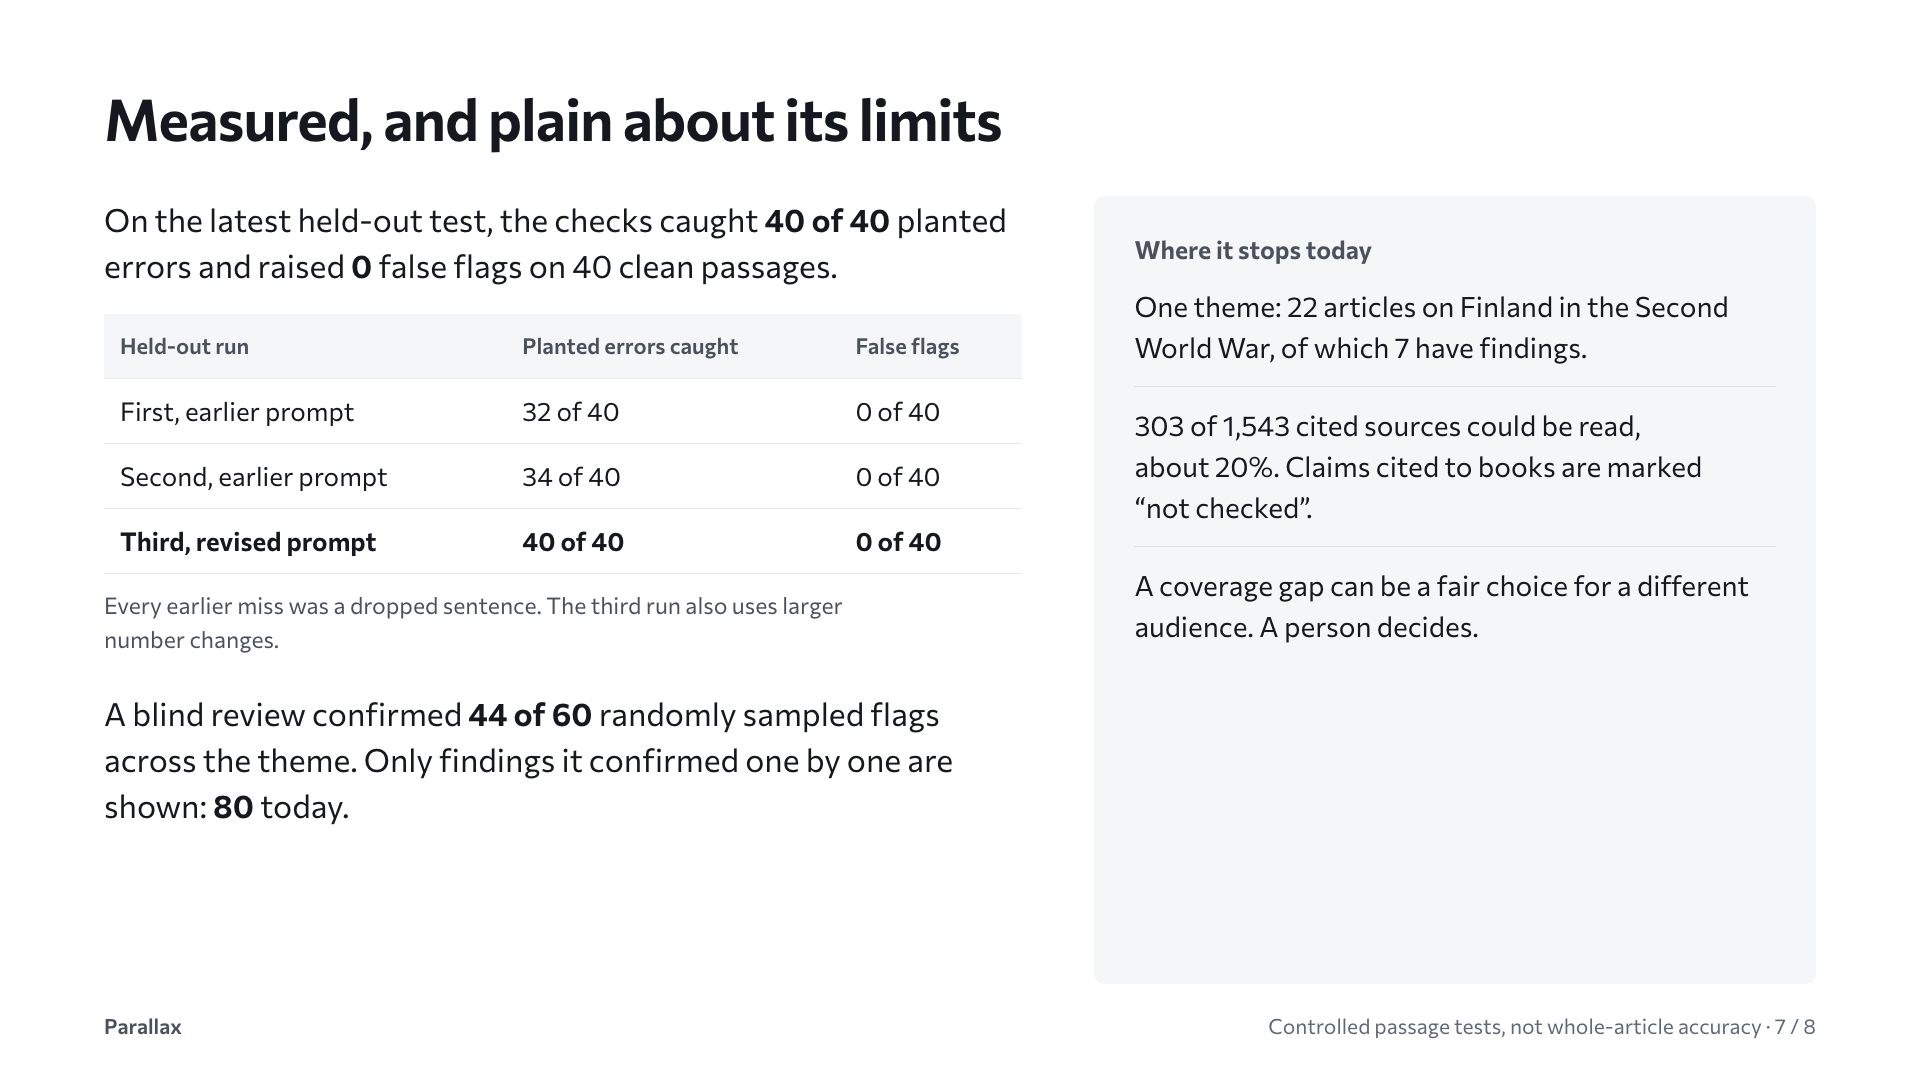 Measured, and plain about its limits
On the latest held-out test, the checks caught 40 of 40 planted
errors and raised 0 false flags on 40 clean passages.
Held-out run Planted errors caught False flags
First, earlier prompt 32 of 40 0 of 40
Second, earlier prompt 34 of 40 0 of 40
Third, revised prompt 40 of 40 0 of 40
Every earlier miss was a dropped sentence. The third run also uses larger
number changes.
A blind review confirmed 44 of 60 randomly sampled flags
across the theme. Only findings it confirmed one by one are
shown: 80 today.
Where it stops today
One theme: 22 articles on Finland in the Second
World War, of which 7 have findings.
303 of 1,543 cited sources could be read,
about 20%. Claims cited to books are marked
“not checked”.
A coverage gap can be a fair choice for a different
audience. A person decides.
Parallax
Controlled passage tests, not whole-article accuracy · 7 / 8